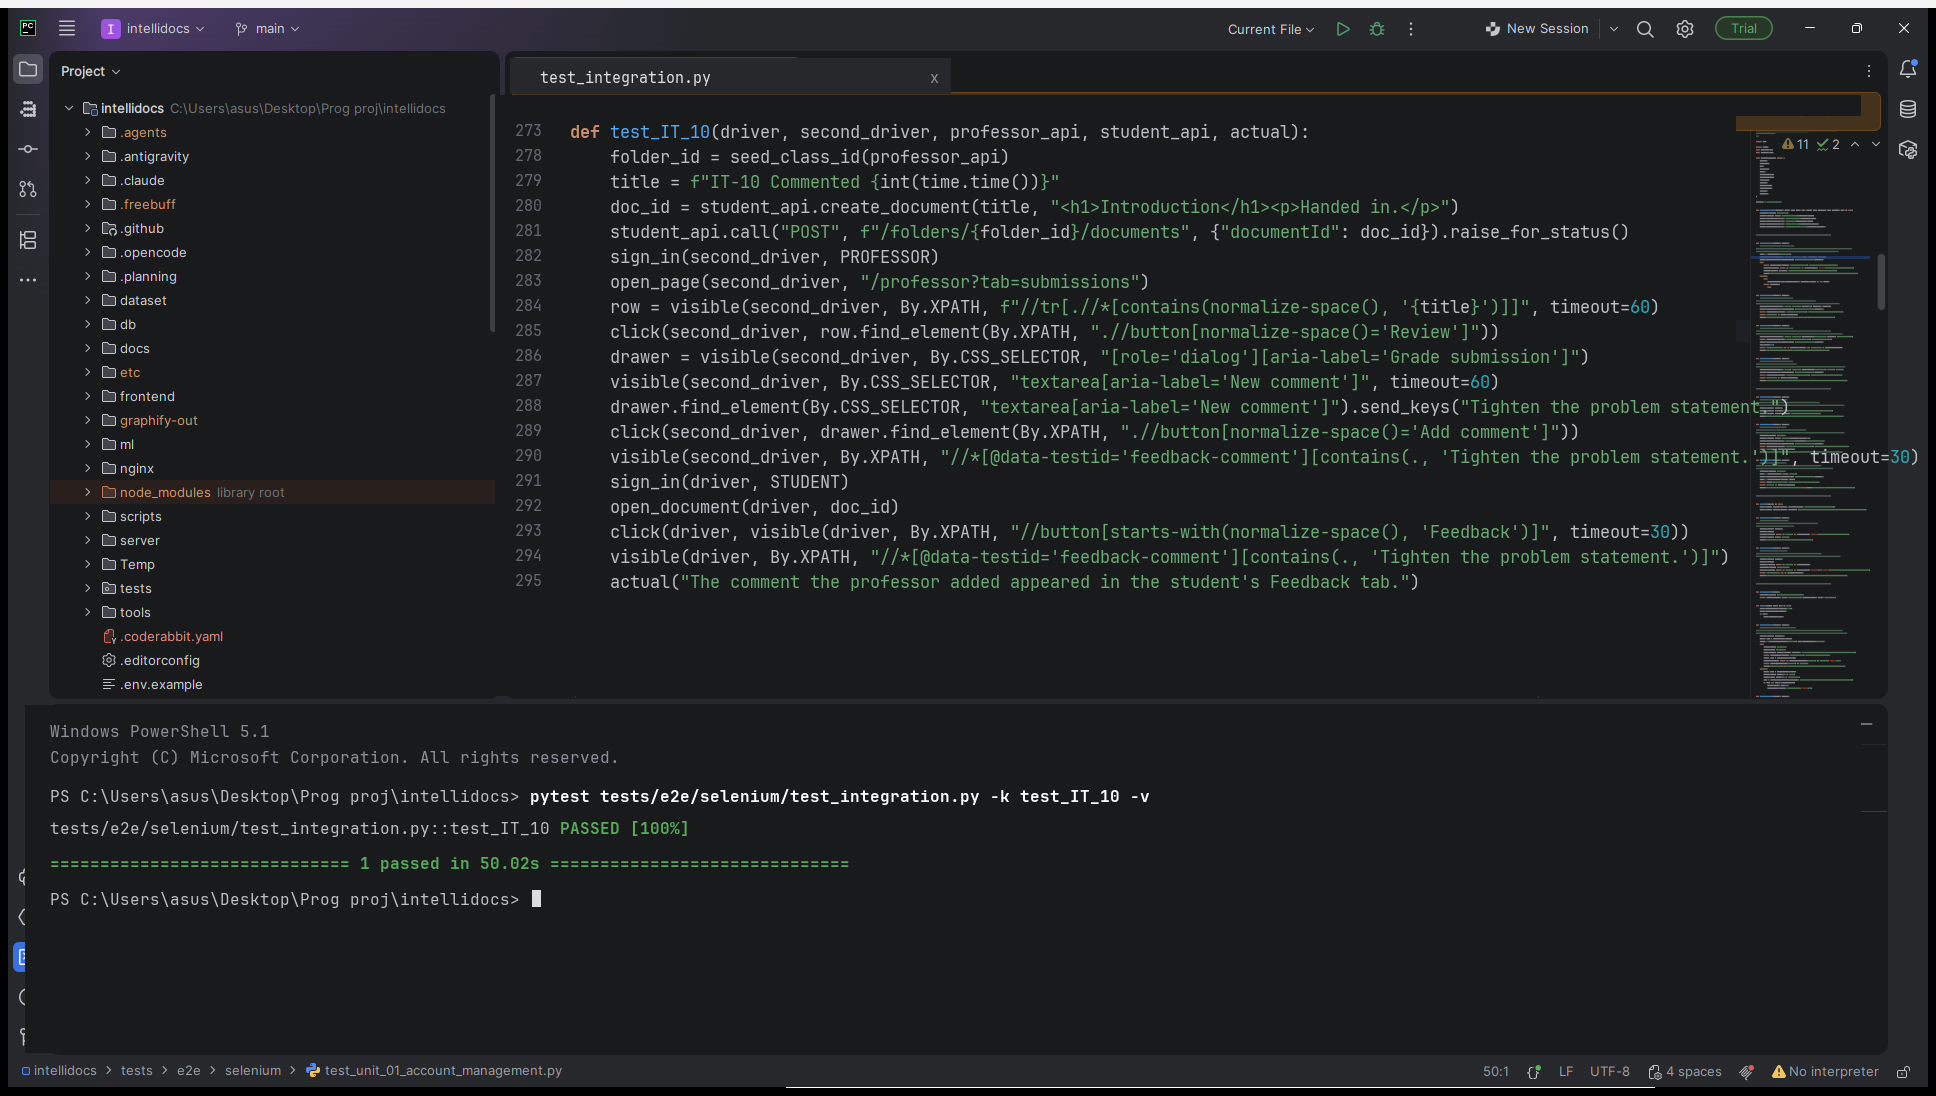 PC
I intellidocs
main
Current File
New Session
Trial
Project
test_integration.py
x
intellidocs C:\Users\asus\Desktop\Prog proj\intellidocs
.agents
.antigravity
.claude
.freebuff
.github
.opencode
.planning
dataset
db
docs
etc
frontend
graphify-out
ml
nginx
node_modules library root
scripts
server
Temp
tests
tools
.coderabbit.yaml
.editorconfig
.env.example
11 2
273 def test_IT_10(driver, second_driver, professor_api, student_api, actual):
278 folder_id = seed_class_id(professor_api)
279 title = f"IT-10 Commented {int(time.time())}"
280 doc_id = student_api.create_document(title, "<h1>Introduction</h1><p>Handed in.</p>")
281 student_api.call("POST", f"/folders/{folder_id}/documents", {"documentId": doc_id}).raise_for_status()
282 sign_in(second_driver, PROFESSOR)
283 open_page(second_driver, "/professor?tab=submissions")
284 row = visible(second_driver, By.XPATH, f"//tr[.//*[contains(normalize-space(), '{title}')]]", timeout=60)
285 click(second_driver, row.find_element(By.XPATH, ".//button[normalize-space()='Review']"))
286 drawer = visible(second_driver, By.CSS_SELECTOR, "[role='dialog'][aria-label='Grade submission']")
287 visible(second_driver, By.CSS_SELECTOR, "textarea[aria-label='New comment']", timeout=60)
288 drawer.find_element(By.CSS_SELECTOR, "textarea[aria-label='New comment']").send_keys("Tighten the problem statement.")
289 click(second_driver, drawer.find_element(By.XPATH, ".//button[normalize-space()='Add comment']"))
290 visible(second_driver, By.XPATH, "//*[@data-testid='feedback-comment'][contains(., 'Tighten the problem statement.')]", timeout=30)
291 sign_in(driver, STUDENT)
292 open_document(driver, doc_id)
293 click(driver, visible(driver, By.XPATH, "//button[starts-with(normalize-space(), 'Feedback')]", timeout=30))
294 visible(driver, By.XPATH, "//*[@data-testid='feedback-comment'][contains(., 'Tighten the problem statement.')]")
295 actual("The comment the professor added appeared in the student's Feedback tab.")
Windows PowerShell 5.1
Copyright (C) Microsoft Corporation. All rights reserved.
PS C:\Users\asus\Desktop\Prog proj\intellidocs> pytest tests/e2e/selenium/test_integration.py -k test_IT_10 -v
tests/e2e/selenium/test_integration.py::test_IT_10 PASSED [100%]
============================== 1 passed in 50.02s ==============================
PS C:\Users\asus\Desktop\Prog proj\intellidocs>
intellidocs > tests > e2e > selenium > test_unit_01_account_management.py
50:1 LF UTF-8 4 spaces No interpreter